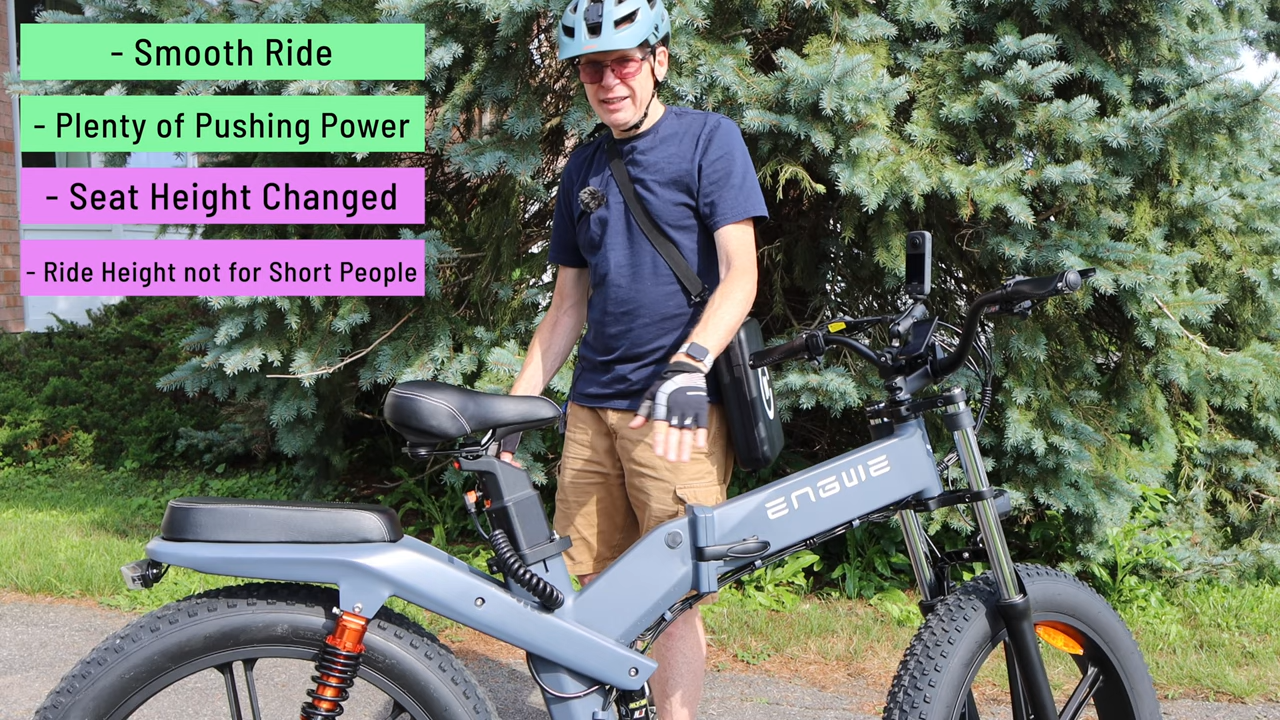 - Smooth Ride
- Plenty of Pushing Power
- Seat Height Changed
- Ride Height not for Short People
ENGWE